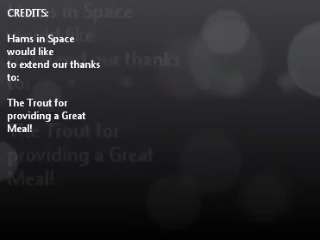 CREDITS:
Hams in Space
would like
to extend our thanks
to:
The Trout for
providing a Great
Meal!